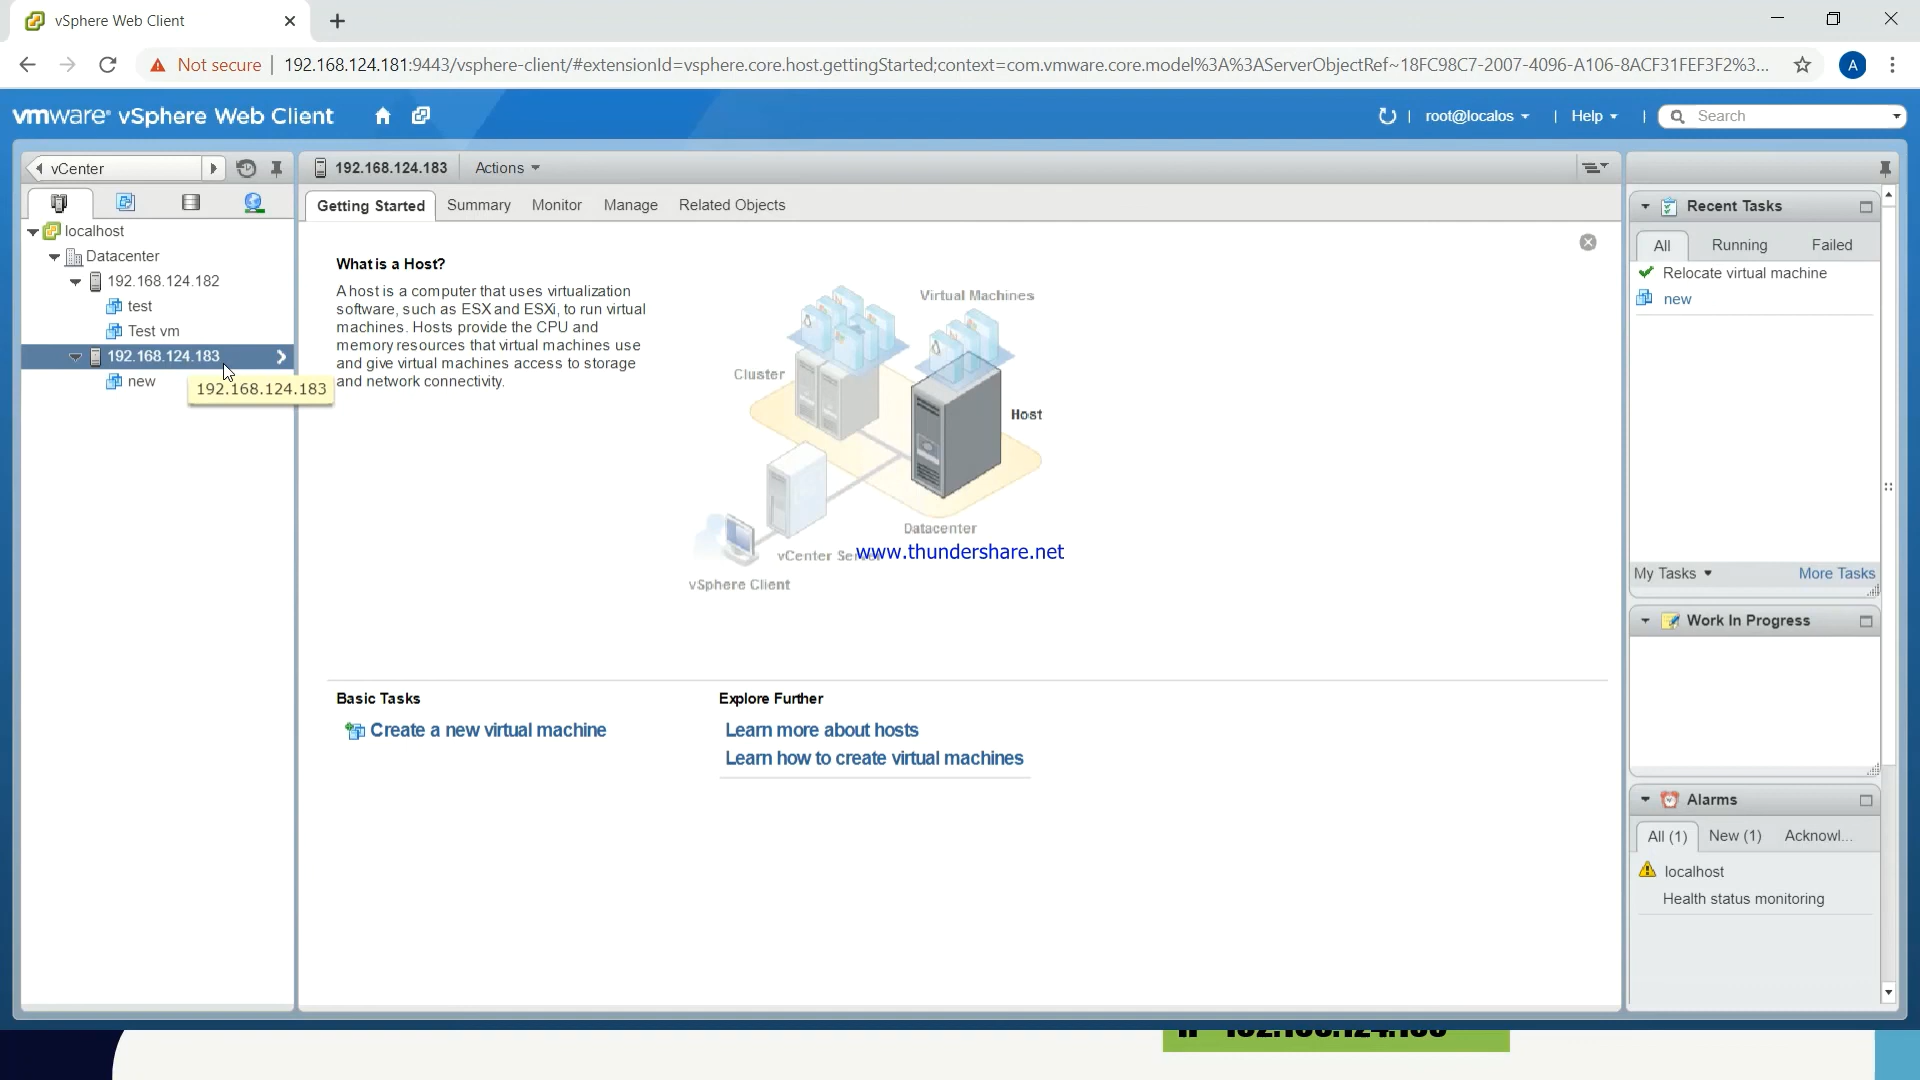 vSphere Web Client
Not secure
192.168.124.181:9443/vsphere-client/#extensionId=vsphere.core.host.gettingStarted;context=com.vmware.core.model%3A%3AServerObjectRef~18FC98C7-2007-4096-A106-8ACF31FEF3F2%3...
A
vmware® vSphere Web Client
root@localos
Help
Search
vCenter
localhost
Datacenter
192.168.124.182
test
Test vm
192.168.124.183
new
192.168.124.183
192.168.124.183
Actions
Getting Started
Summary
Monitor
Manage
Related Objects
What is a Host?
A host is a computer that uses virtualization
software, such as ESX and ESXi, to run virtual
machines. Hosts provide the CPU and
memory resources that virtual machines use
and give virtual machines access to storage
and network connectivity.
Virtual Machines
Cluster
Host
Datacenter
vCenter
www.thundershare.net
vSphere Client
Basic Tasks
Create a new virtual machine
Explore Further
Learn more about hosts
Learn how to create virtual machines
Recent Tasks
All
Running
Failed
Relocate virtual machine
new
My Tasks
More Tasks
Work In Progress
Alarms
All (1)
New (1)
Acknowl...
localhost
Health status monitoring